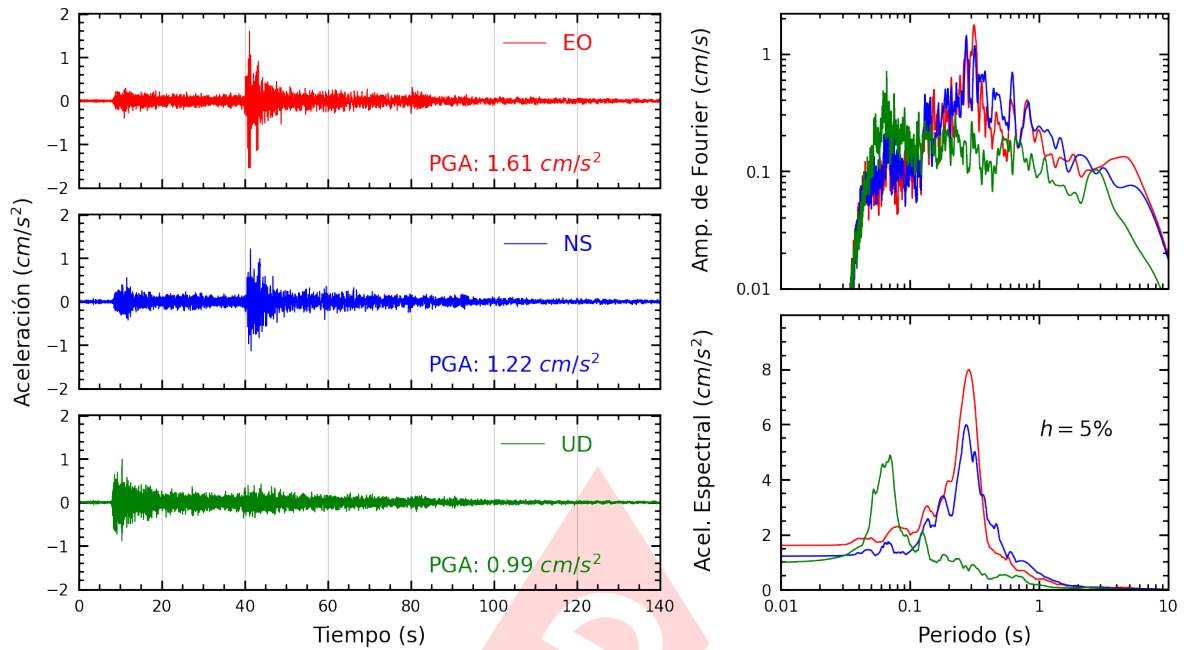 Aceleración (cm/s²)
2
1
0
−1
−2
EO
PGA: 1.61 cm/s²
2
1
0
−1
−2
NS
PGA: 1.22 cm/s²
2
1
0
−1
−2
UD
PGA: 0.99 cm/s²
0
20
40
60
80
100
120
140
Tiempo (s)
Amp. de Fourier (cm/s)
1
0.1
0.01
Acel. Espectral (cm/s²)
8
6
4
2
0
h = 5%
0.01
0.1
1
10
Periodo (s)